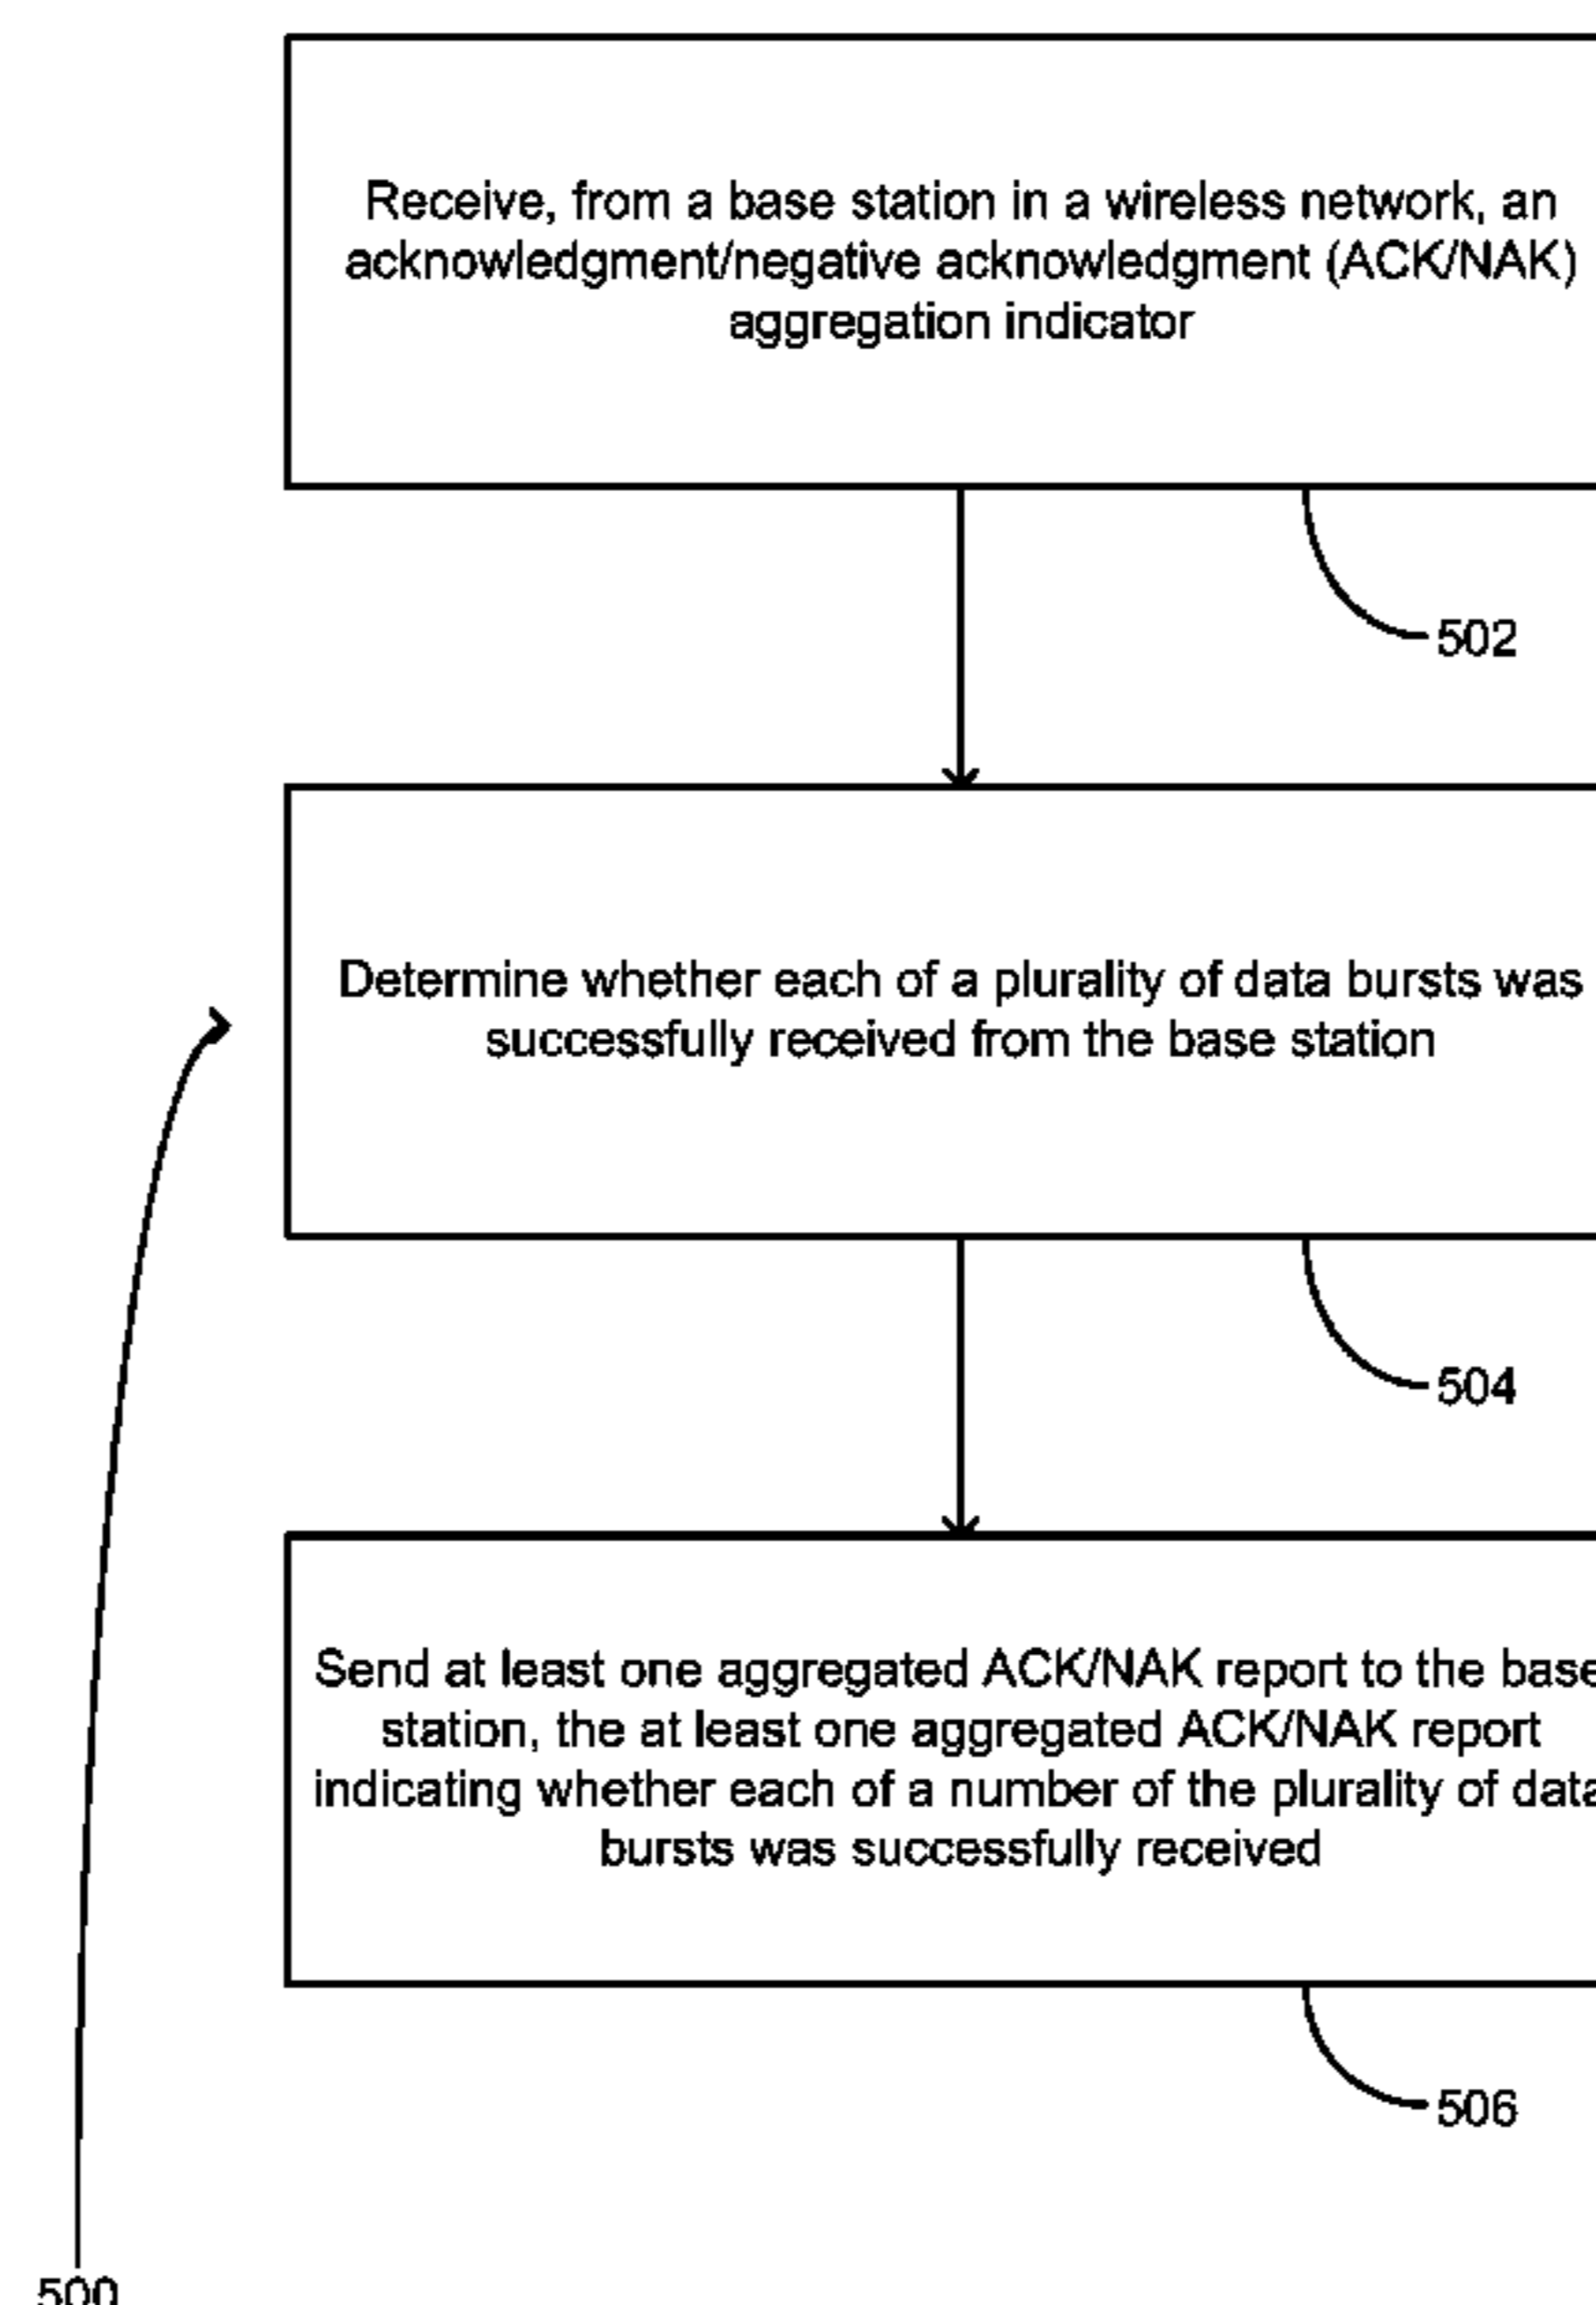 Receive, from a base station in a wireless network, an
acknowledgment/negative acknowledgment (ACK/NAK)
aggregation indicator
502
Determine whether each of a plurality of data bursts was
successfully received from the base station
504
Send at least one aggregated ACK/NAK report to the base
station, the at least one aggregated ACK/NAK report
indicating whether each of a number of the plurality of data
bursts was successfully received
506
500